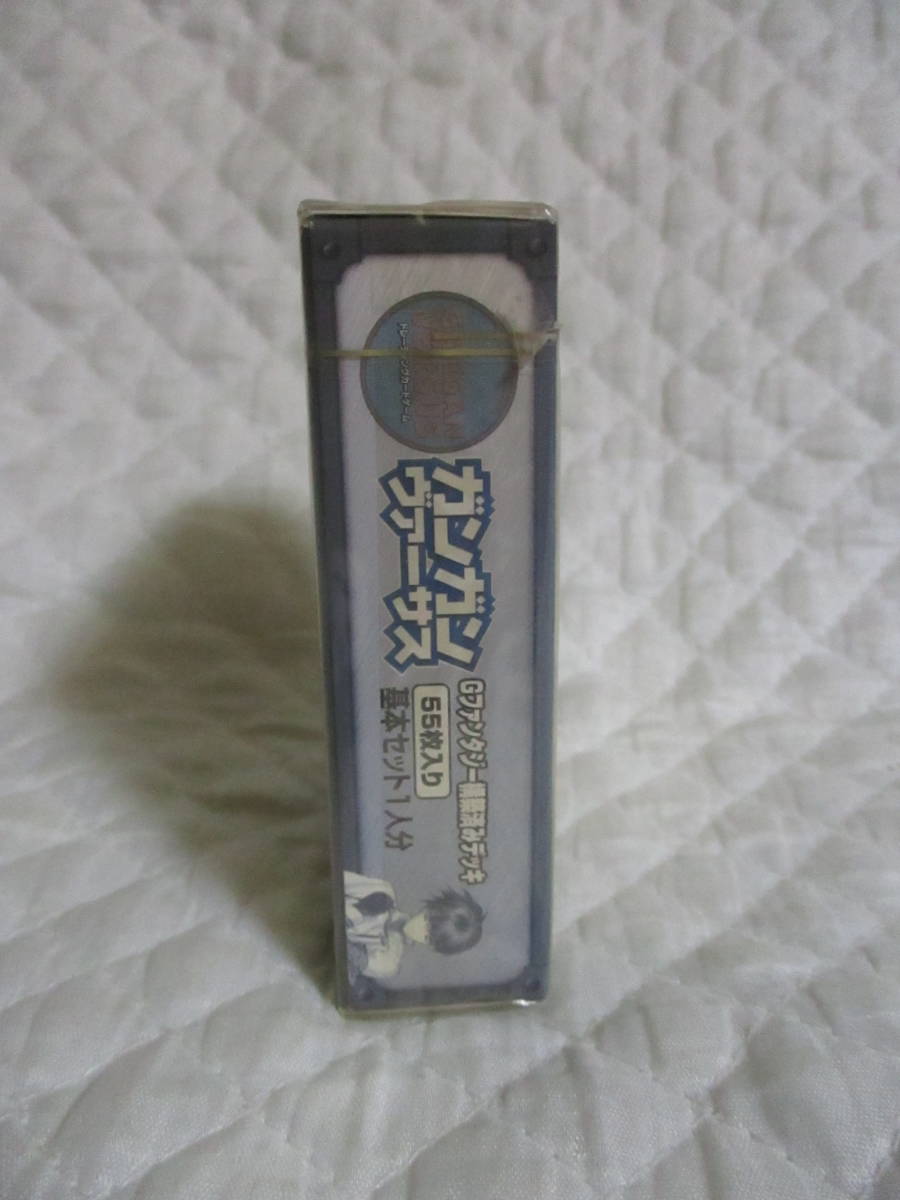 トレーディングカードゲーム
ガンガン
ヴァーサス
Gファンタジー構築済みデッキ
55枚入り
基本セット1人分